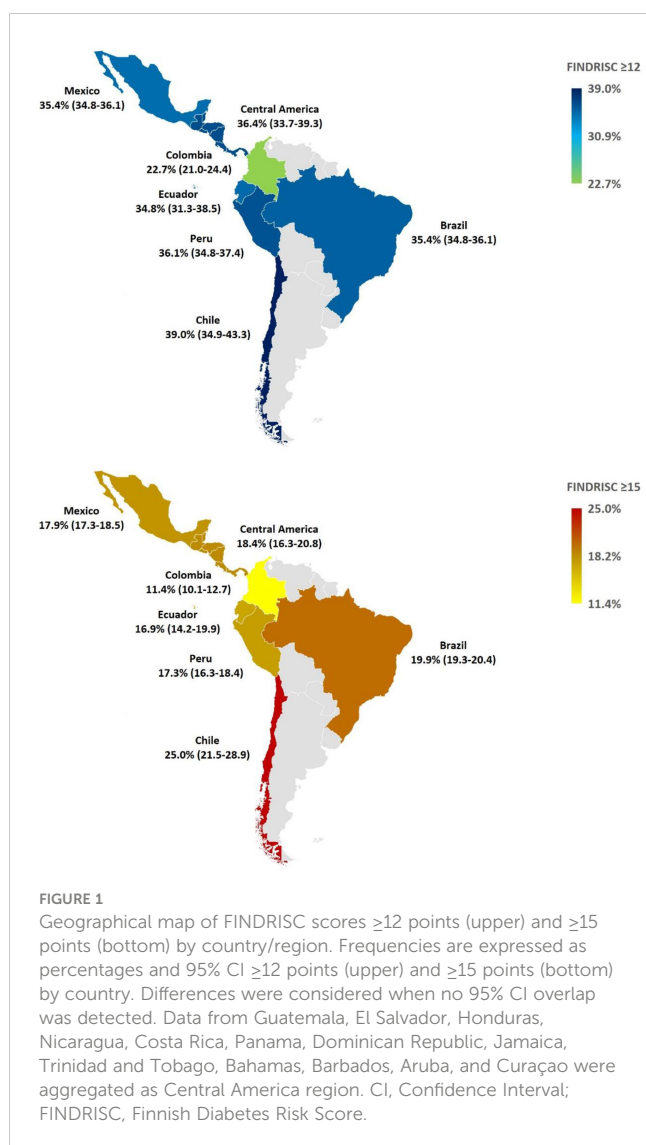 FINDRISC ≥12
39.0%
30.9%
22.7%
Mexico
35.4% (34.8-36.1)
Central America
36.4% (33.7-39.3)
Colombia
22.7% (21.0-24.4)
Ecuador
34.8% (31.3-38.5)
Peru
36.1% (34.8-37.4)
Brazil
35.4% (34.8-36.1)
Chile
39.0% (34.9-43.3)
FINDRISC ≥15
25.0%
18.2%
11.4%
Mexico
17.9% (17.3-18.5)
Central America
18.4% (16.3-20.8)
Colombia
11.4% (10.1-12.7)
Ecuador
16.9% (14.2-19.9)
Peru
17.3% (16.3-18.4)
Brazil
19.9% (19.3-20.4)
Chile
25.0% (21.5-28.9)
FIGURE 1
Geographical map of FINDRISC scores ≥12 points (upper) and ≥15
points (bottom) by country/region. Frequencies are expressed as
percentages and 95% CI ≥12 points (upper) and ≥15 points (bottom)
by country. Differences were considered when no 95% CI overlap
was detected. Data from Guatemala, El Salvador, Honduras,
Nicaragua, Costa Rica, Panama, Dominican Republic, Jamaica,
Trinidad and Tobago, Bahamas, Barbados, Aruba, and Curaçao were
aggregated as Central America region. CI, Confidence Interval;
FINDRISC, Finnish Diabetes Risk Score.